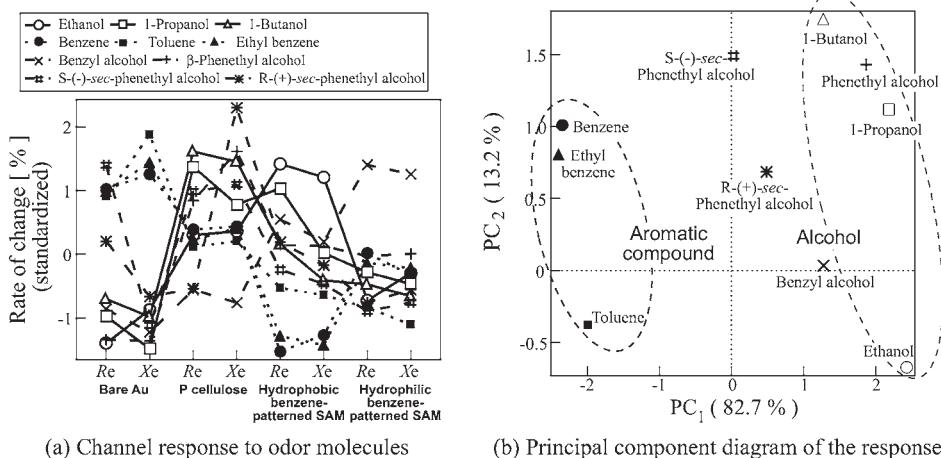 Ethanol 1-Propanol 1-Butanol
Benzene Toluene Ethyl benzene
Benzyl alcohol β-Phenethyl alcohol
S-(-)-sec-phenethyl alcohol R-(+)-sec-phenethyl alcohol
Rate of change [ % ]
(standardized)
2
1
0
-1
Re Xe Re Xe Re Xe Re Xe
Bare Au P cellulose Hydrophobic benzene-patterned SAM Hydrophilic benzene-patterned SAM
(a) Channel response to odor molecules
PC2 ( 13.2 % )
1.5
1.0
0.5
0
-0.5
1-Butanol
S-(-)-sec-
Phenethyl alcohol
Phenethyl alcohol
1-Propanol
Benzene
Ethyl
benzene
R-(+)-sec-
Phenethyl alcohol
Aromatic
compound
Alcohol
Benzyl alcohol
Toluene
Ethanol
-2 -1 0 1 2
PC1 ( 82.7 % )
(b) Principal component diagram of the response